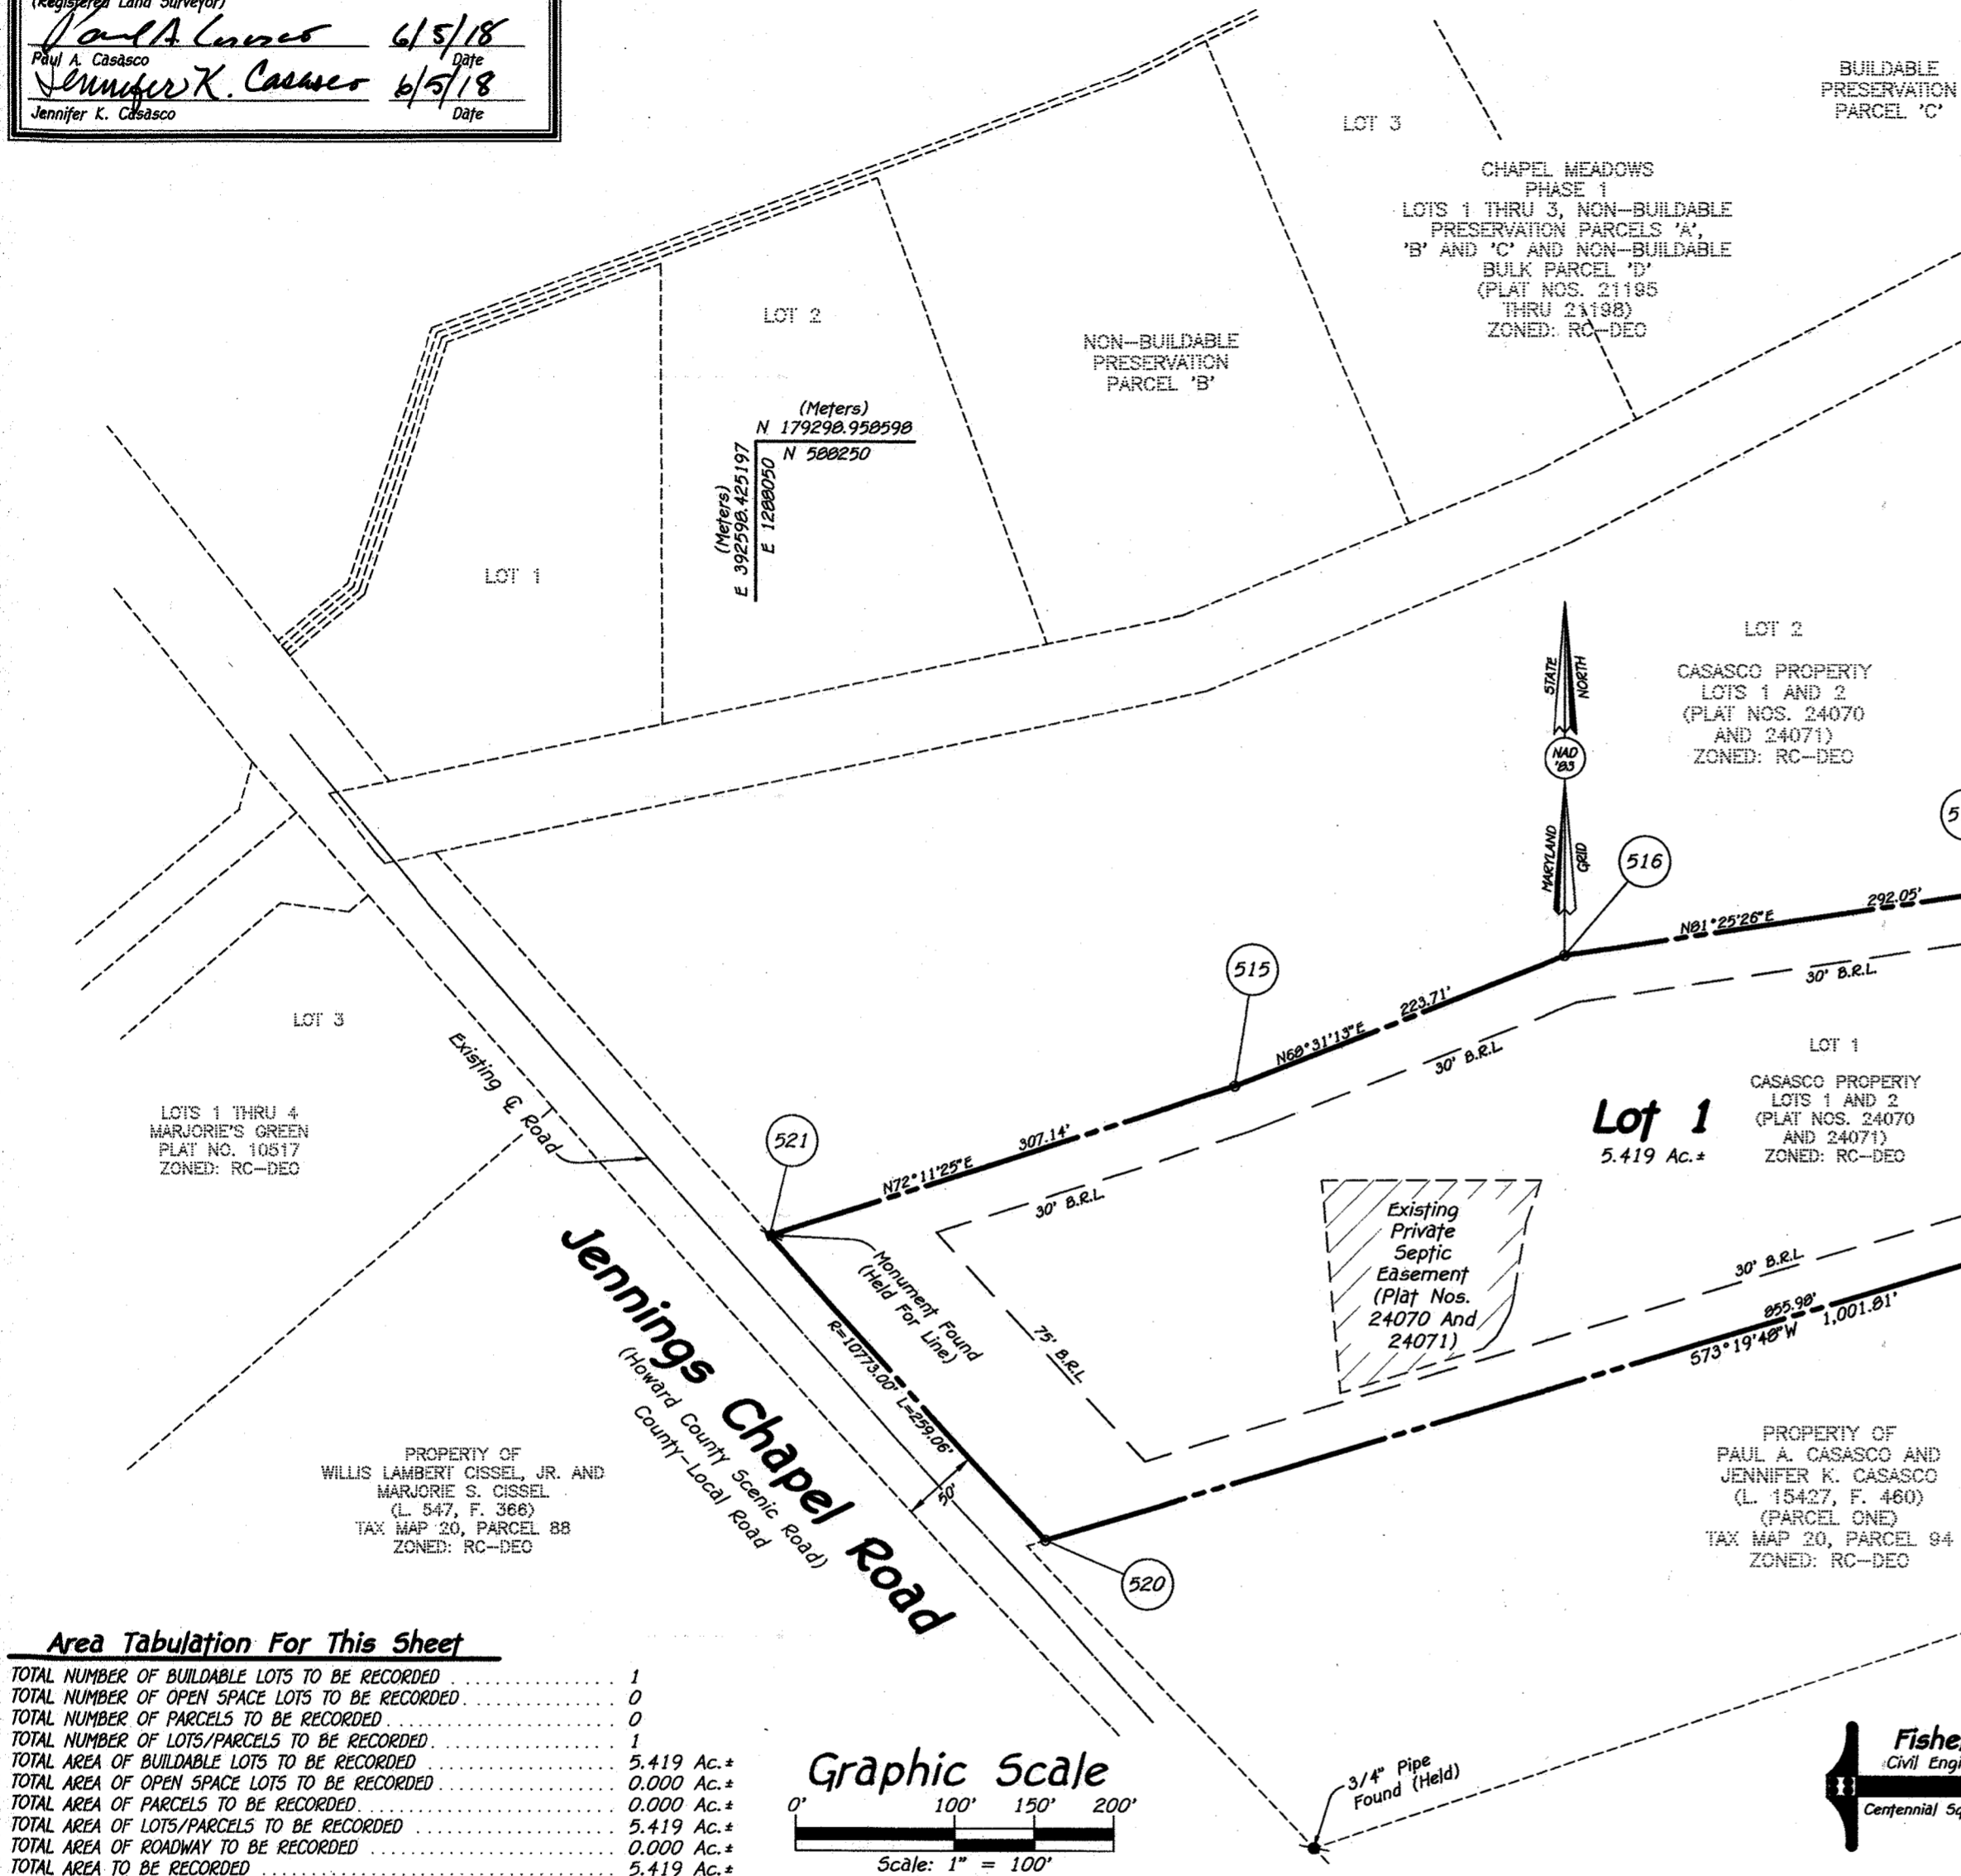 (Registered Land Surveyor)
Paul A. Casasco 6/5/18
Paul A. Casasco Date
Jennifer K. Casasco 6/5/18
Jennifer K. Casasco Date
BUILDABLE
PRESERVATION
PARCEL 'C'
LOT 3
CHAPEL MEADOWS
PHASE 1
LOTS 1 THRU 3, NON-BUILDABLE
PRESERVATION PARCELS 'A',
'B' AND 'C' AND NON-BUILDABLE
BULK PARCEL 'D'
(PLAT NOS. 21195
THRU 21198)
ZONED: RC-DEO
LOT 2
NON-BUILDABLE
PRESERVATION
PARCEL 'B'
(Meters)
N 179298.958598
N 588250
(Meters)
E 392598.425197
E 1288050
LOT 1
STATE NORTH
NAD
'83
MARYLAND GRID
LOT 2
CASASCO PROPERTY
LOTS 1 AND 2
(PLAT NOS. 24070
AND 24071)
ZONED: RC-DEO
516
N81°25'26"E 292.05'
30' B.R.L.
515
N68°31'13"E 223.71'
30' B.R.L.
521
N72°11'25"E 307.14'
30' B.R.L.
LOT 3
Existing ℄ Road
LOTS 1 THRU 4
MARJORIE'S GREEN
PLAT NO. 10517
ZONED: RC-DEO
LOT 1
CASASCO PROPERTY
LOTS 1 AND 2
(PLAT NOS. 24070
AND 24071)
ZONED: RC-DEO
Lot 1
5.419 Ac.±
Existing
Private
Septic
Easement
(Plat Nos.
24070 And
24071)
Monument Found
(Held For Line)
75' B.R.L.
30' B.R.L.
855.98'
S73°19'48"W 1,001.81'
R=10773.00' L=259.06'
50'
Jennings Chapel Road
(Howard County Scenic Road)
County-Local Road
520
PROPERTY OF
WILLIS LAMBERT CISSEL, JR. AND
MARJORIE S. CISSEL
(L. 547, F. 366)
TAX MAP 20, PARCEL 88
ZONED: RC-DEO
PROPERTY OF
PAUL A. CASASCO AND
JENNIFER K. CASASCO
(L. 15427, F. 460)
(PARCEL ONE)
TAX MAP 20, PARCEL 94
ZONED: RC-DEO
Area Tabulation For This Sheet
TOTAL NUMBER OF BUILDABLE LOTS TO BE RECORDED ................ 1
TOTAL NUMBER OF OPEN SPACE LOTS TO BE RECORDED ............... 0
TOTAL NUMBER OF PARCELS TO BE RECORDED ....................... 0
TOTAL NUMBER OF LOTS/PARCELS TO BE RECORDED .................. 1
TOTAL AREA OF BUILDABLE LOTS TO BE RECORDED .................. 5.419 Ac.±
TOTAL AREA OF OPEN SPACE LOTS TO BE RECORDED ................. 0.000 Ac.±
TOTAL AREA OF PARCELS TO BE RECORDED ......................... 0.000 Ac.±
TOTAL AREA OF LOTS/PARCELS TO BE RECORDED .................... 5.419 Ac.±
TOTAL AREA OF ROADWAY TO BE RECORDED ......................... 0.000 Ac.±
TOTAL AREA TO BE RECORDED .................................... 5.419 Ac.±
Graphic Scale
0' 100' 150' 200'
Scale: 1" = 100'
3/4" Pipe
Found (Held)